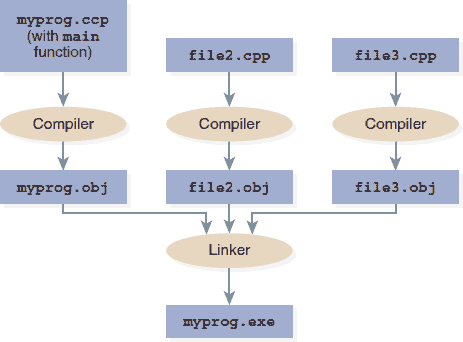 myprog.ccp
(with main
function)
file2.cpp
file3.cpp
Compiler
Compiler
Compiler
myprog.obj
file2.obj
file3.obj
Linker
myprog.exe